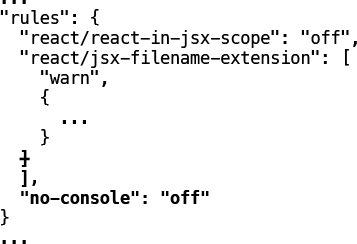 ...
"rules": {
"react/react-in-jsx-scope": "off",
"react/jsx-filename-extension": [
"warn",
{
...
}
]
],
"no-console": "off"
}
...